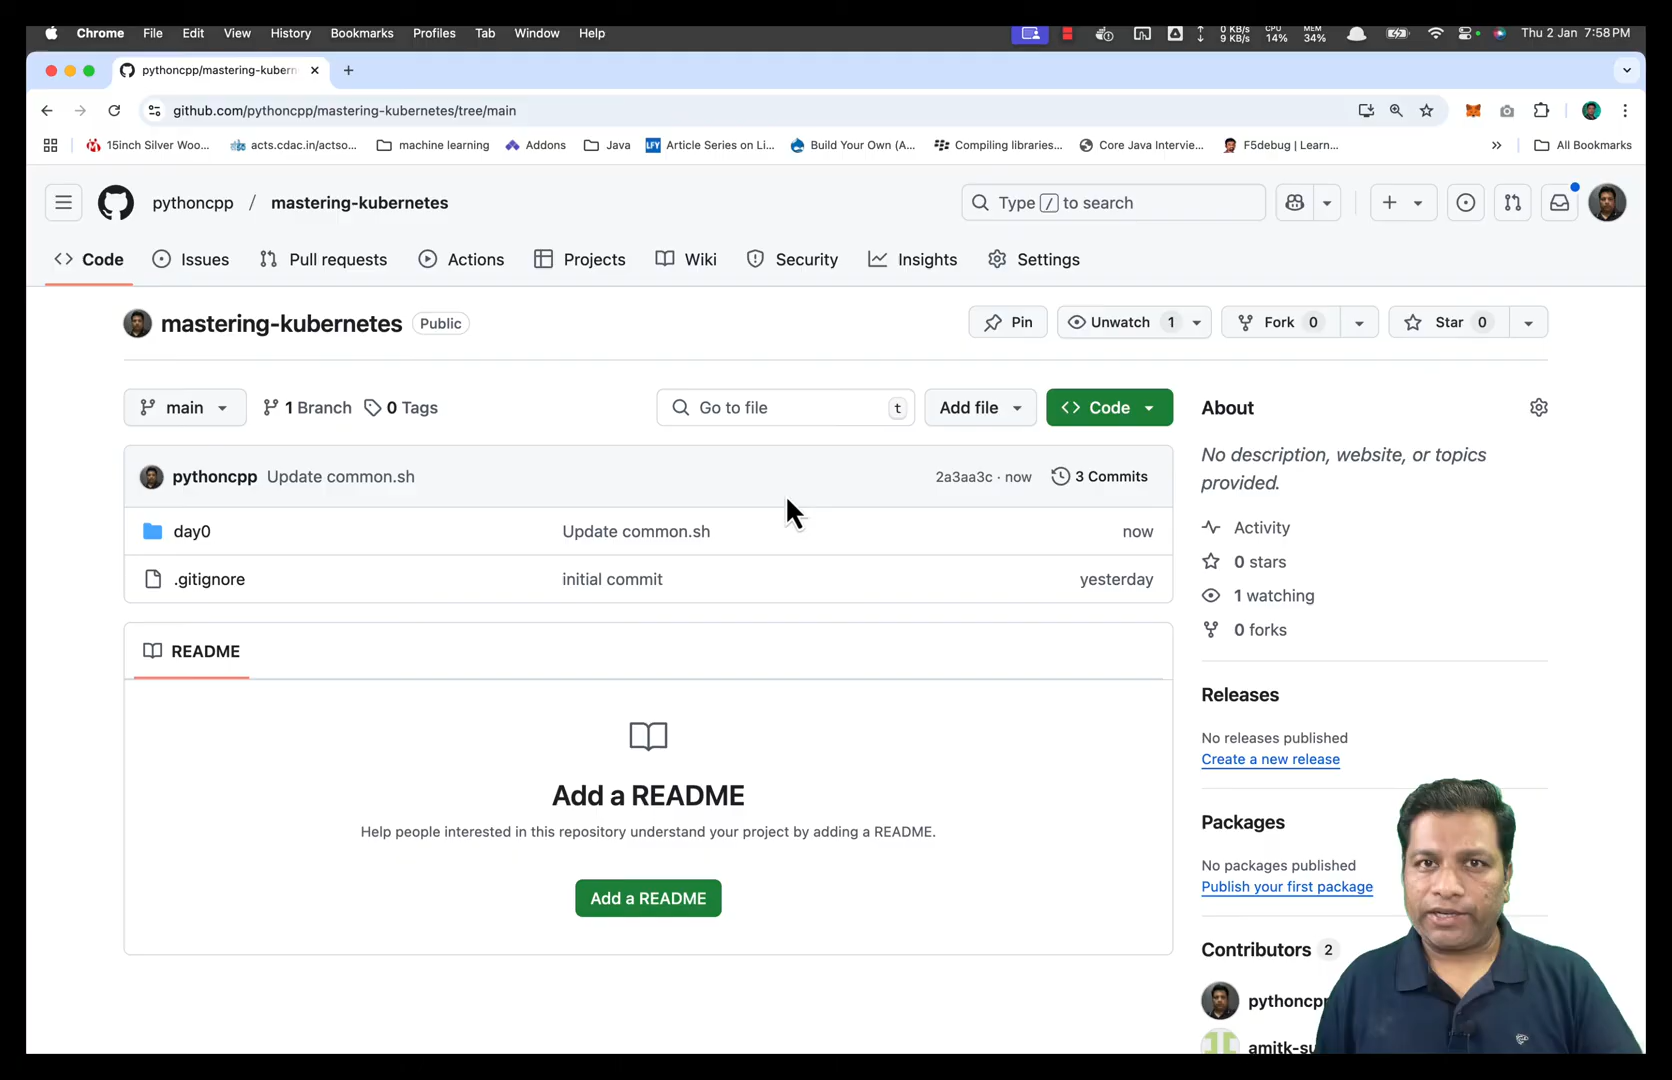 Chrome File Edit View History Bookmarks Profiles Tab Window Help 0 KB/s 9 KB/s CPU 14% MEM 34% Thu 2 Jan 7:58 PM
pythoncpp/mastering-kubern
github.com/pythoncpp/mastering-kubernetes/tree/main
15inch Silver Woo... acts.cdac.in/actso... machine learning Addons Java LFY Article Series on Li... Build Your Own (A... Compiling libraries... Core Java Intervie... F5debug | Learn... » All Bookmarks
pythoncpp / mastering-kubernetes Type / to search
Code Issues Pull requests Actions Projects Wiki Security Insights Settings
mastering-kubernetes Public Pin Unwatch 1 Fork 0 Star 0
main 1 Branch 0 Tags Go to file t Add file Code
pythoncpp Update common.sh 2a3aa3c · now 3 Commits
day0 Update common.sh now
.gitignore initial commit yesterday
README
Add a README
Help people interested in this repository understand your project by adding a README.
Add a README
About
No description, website, or topics
provided.
Activity
0 stars
1 watching
0 forks
Releases
No releases published
Create a new release
Packages
No packages published
Publish your first package
Contributors 2
pythoncpp
amitk-su